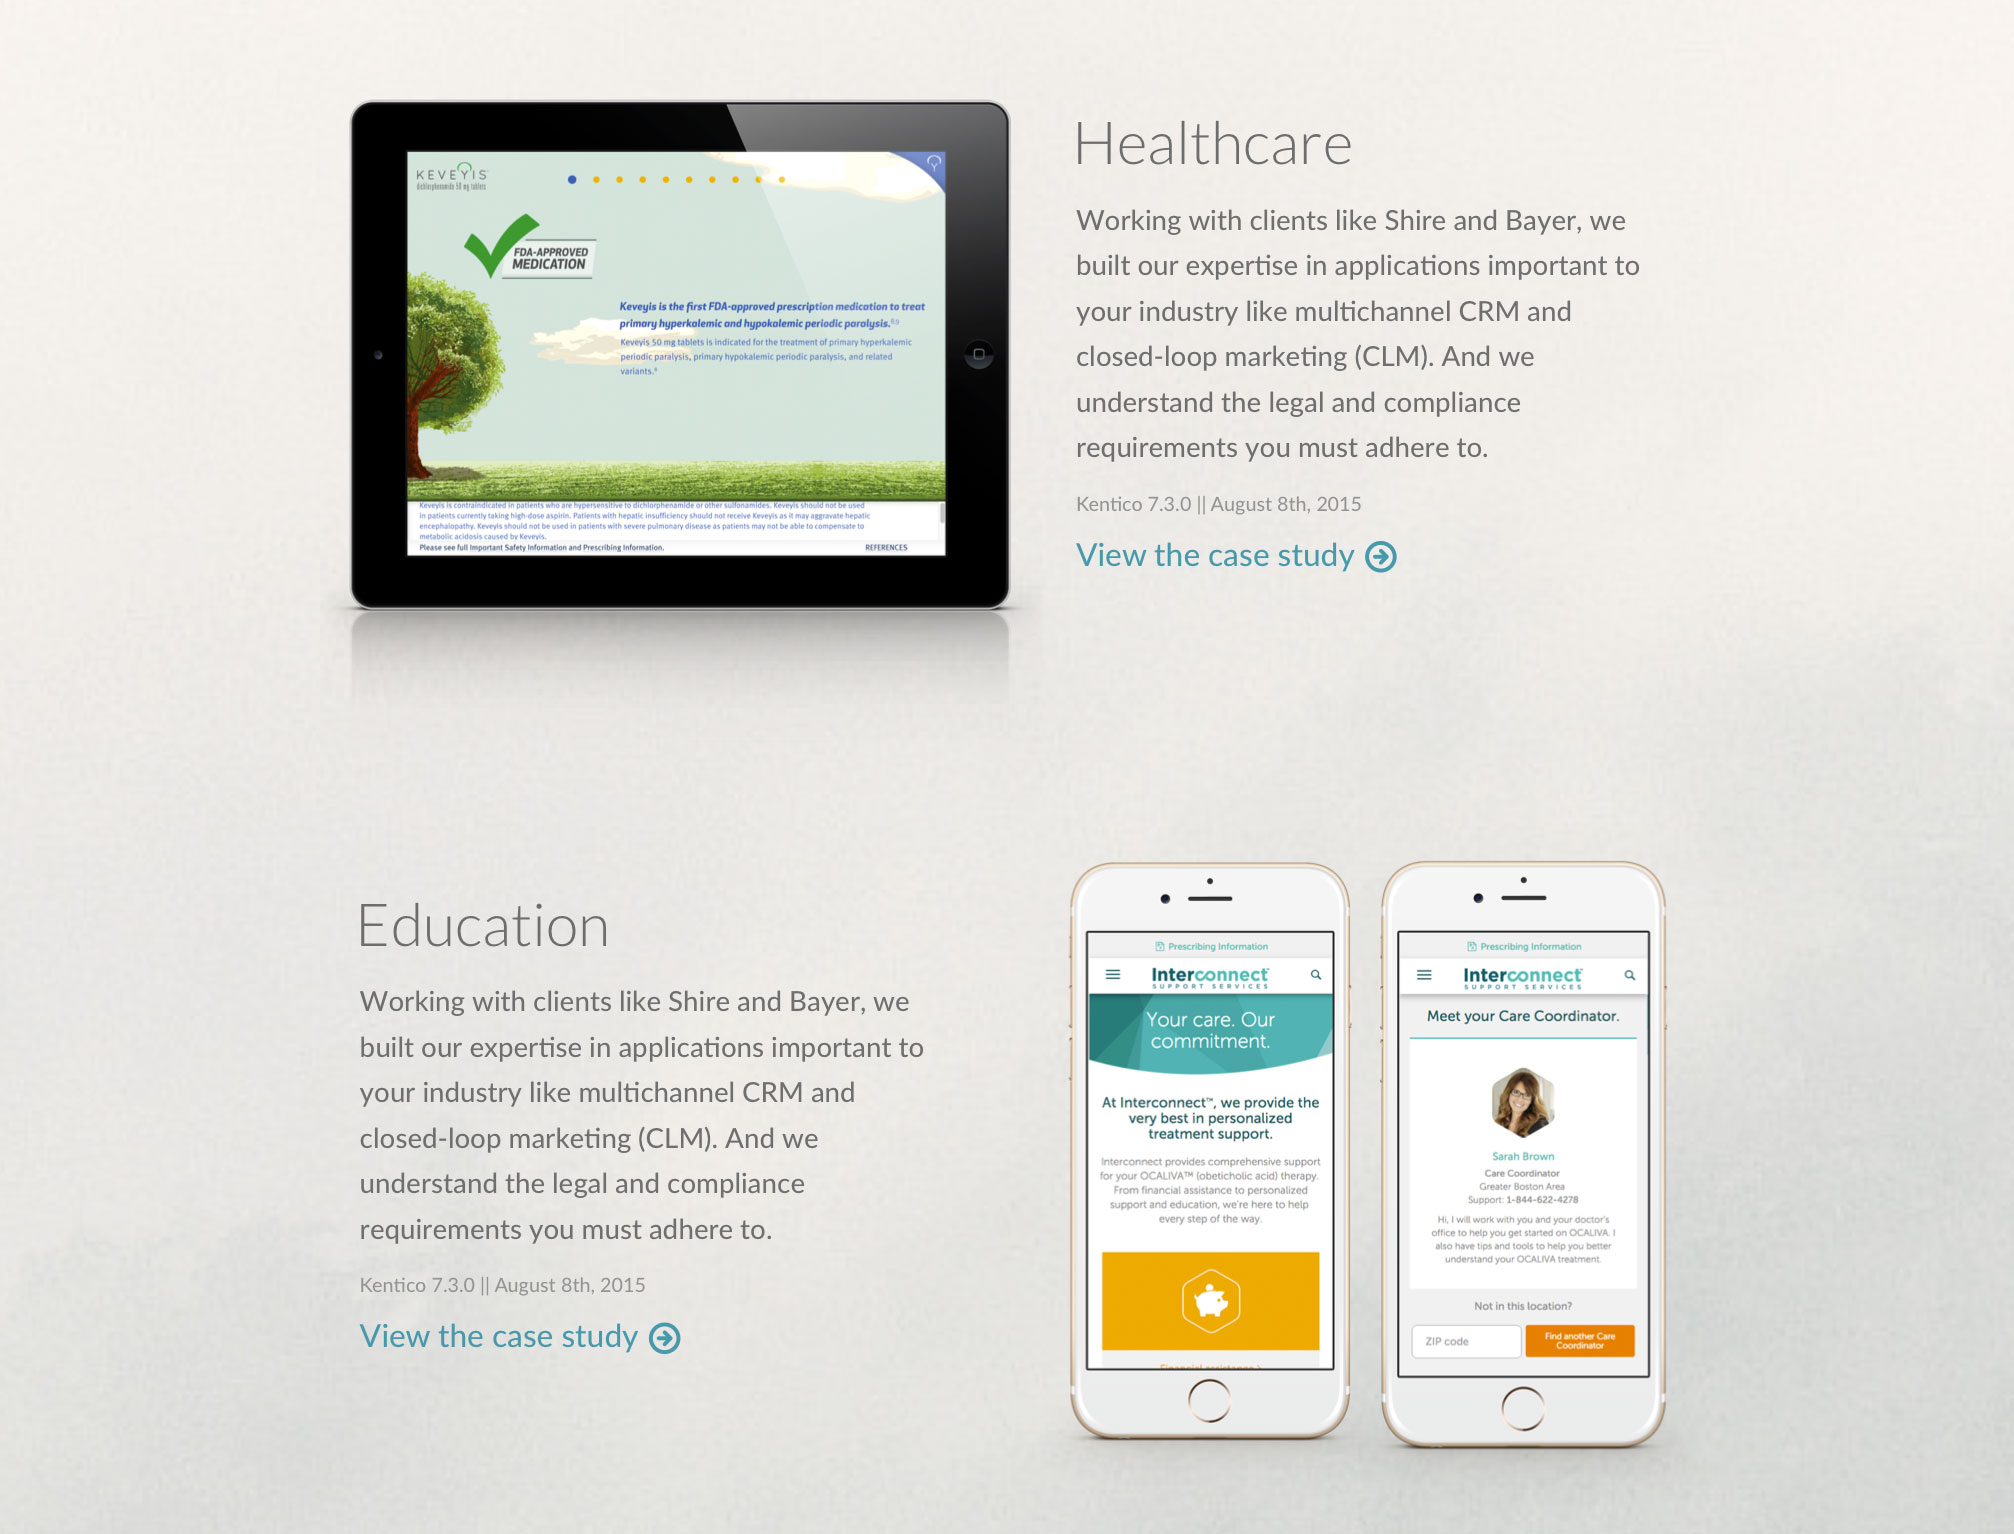 KEVEYIS
dichlorphenamide 50 mg tablets
FDA-APPROVED
MEDICATION
Keveyis is the first FDA-approved prescription medication to treat
primary hyperkalemic and hypokalemic periodic paralysis.
Keveyis 50 mg tablets is indicated for the treatment of primary hyperkalemic
periodic paralysis, primary hypokalemic periodic paralysis, and related
variants.
Keveyis is contraindicated in patients who are hypersensitive to dichlorphenamide or other sulfonamides. Keveyis should not be used
in patients currently taking high-dose aspirin. Patients with hepatic insufficiency should not receive Keveyis as it may aggravate hepatic
encephalopathy. Keveyis should not be used in patients with severe pulmonary disease as patients may not be able to compensate to
metabolic acidosis caused by Keveyis.
Please see full Important Safety Information and Prescribing Information. REFERENCES
Healthcare
Working with clients like Shire and Bayer, we
built our expertise in applications important to
your industry like multichannel CRM and
closed-loop marketing (CLM). And we
understand the legal and compliance
requirements you must adhere to.
Kentico 7.3.0 || August 8th, 2015
View the case study
Education
Working with clients like Shire and Bayer, we
built our expertise in applications important to
your industry like multichannel CRM and
closed-loop marketing (CLM). And we
understand the legal and compliance
requirements you must adhere to.
Kentico 7.3.0 || August 8th, 2015
View the case study
Prescribing Information
Interconnect
SUPPORT SERVICES
Your care. Our
commitment.
At Interconnect™, we provide the
very best in personalized
treatment support.
Interconnect provides comprehensive support
for your OCALIVA™ (obeticholic acid) therapy.
From financial assistance to personalized
support and education, we're here to help
every step of the way.
Financial assistance >
Prescribing Information
Interconnect
SUPPORT SERVICES
Meet your Care Coordinator.
Sarah Brown
Care Coordinator
Greater Boston Area
Support: 1-844-622-4278
Hi, I will work with you and your doctor's
office to help you get started on OCALIVA. I
also have tips and tools to help you better
understand your OCALIVA treatment.
Not in this location?
ZIP code
Find another Care
Coordinator